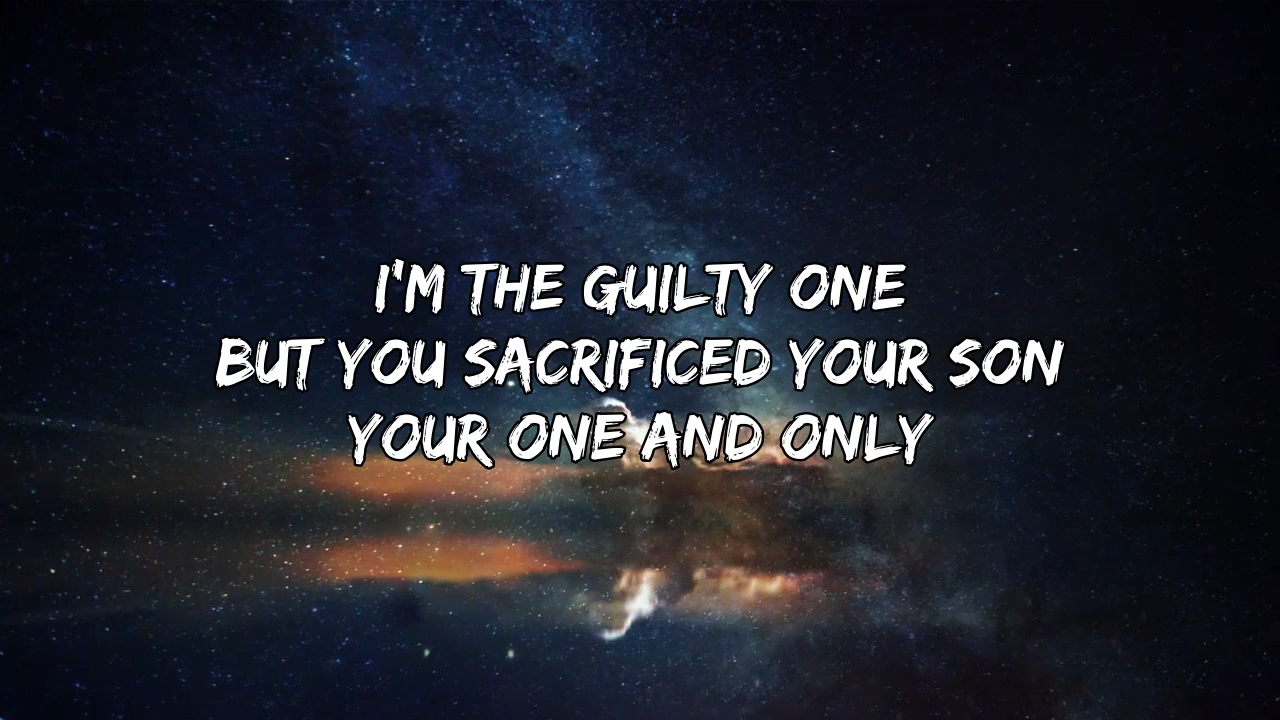 I'M THE GUILTY ONE
BUT YOU SACRIFICED YOUR SON
YOUR ONE AND ONLY